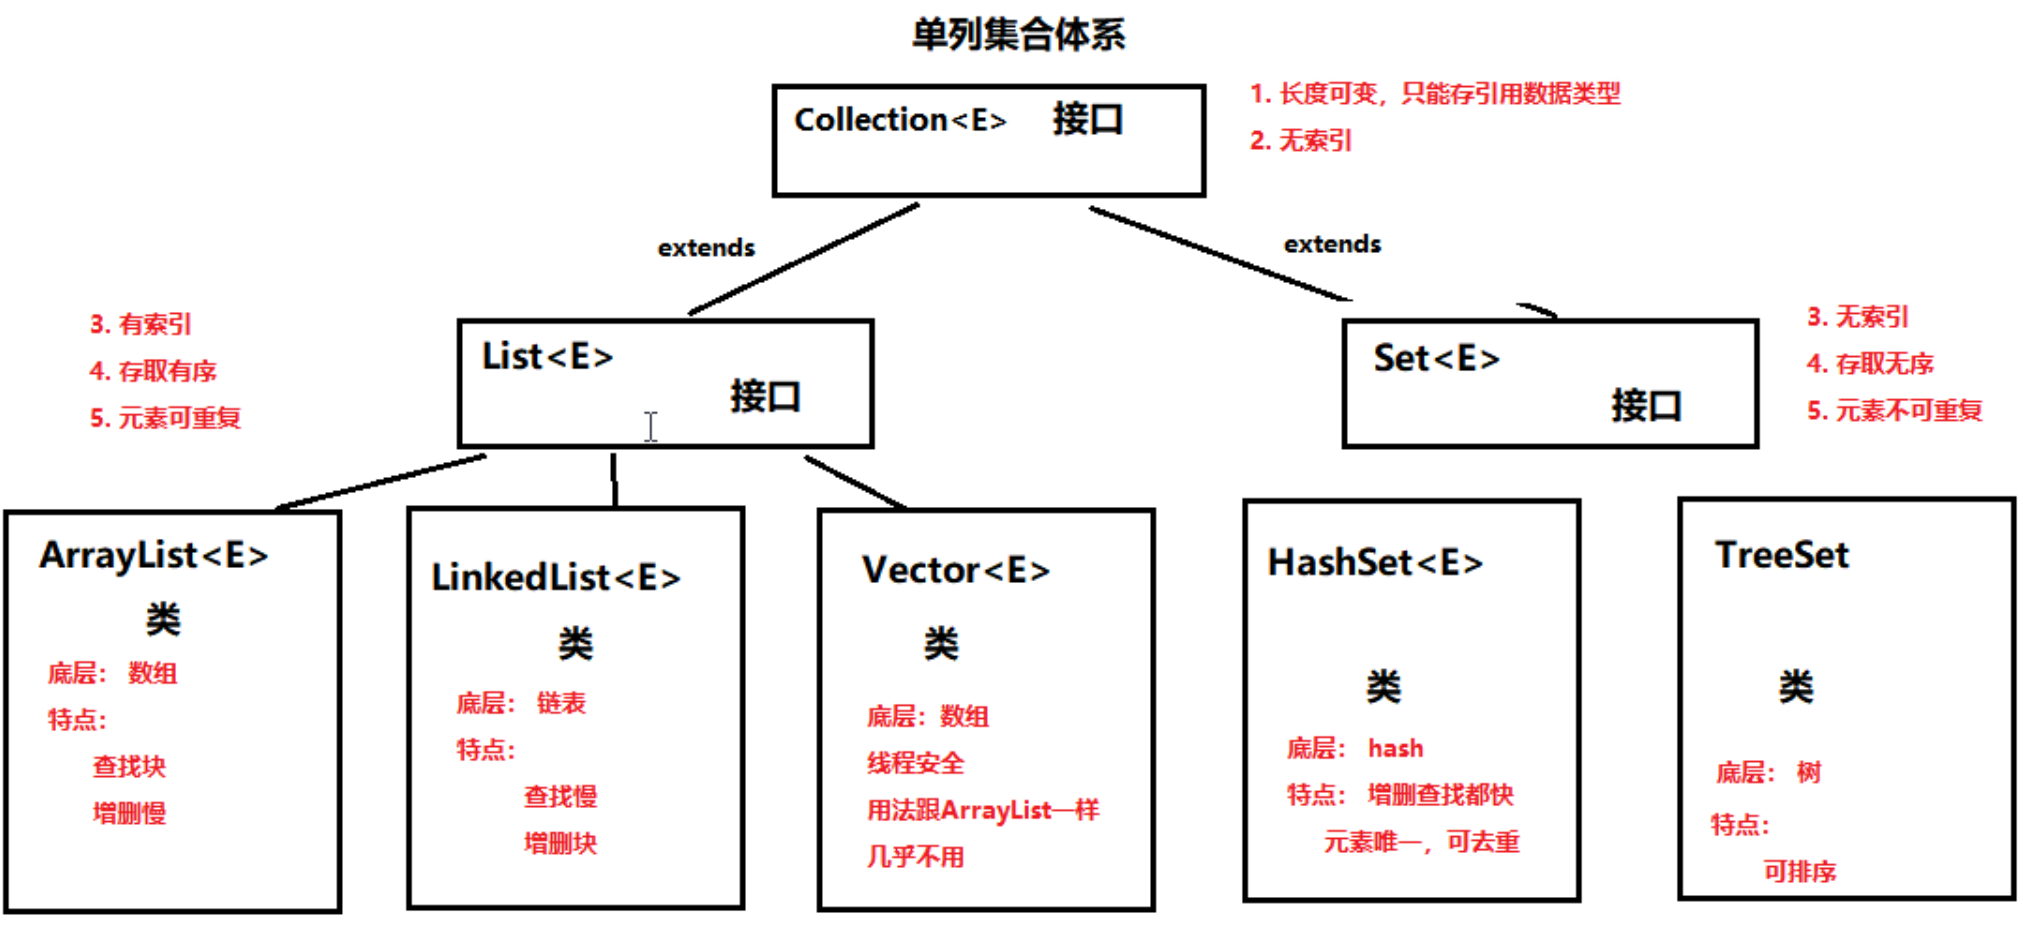 单列集合体系
Collection<E> 接口
1. 长度可变，只能存引用数据类型
2. 无索引
extends
extends
3. 有索引
4. 存取有序
5. 元素可重复
List<E>
接口
Set<E>
接口
3. 无索引
4. 存取无序
5. 元素不可重复
ArrayList<E>
类
底层： 数组
特点：
查找块
增删慢
LinkedList<E>
类
底层： 链表
特点：
查找慢
增删块
Vector<E>
类
底层：数组
线程安全
用法跟ArrayList一样
几乎不用
HashSet<E>
类
底层： hash
特点： 增删查找都快
元素唯一，可去重
TreeSet
类
底层： 树
特点：
可排序